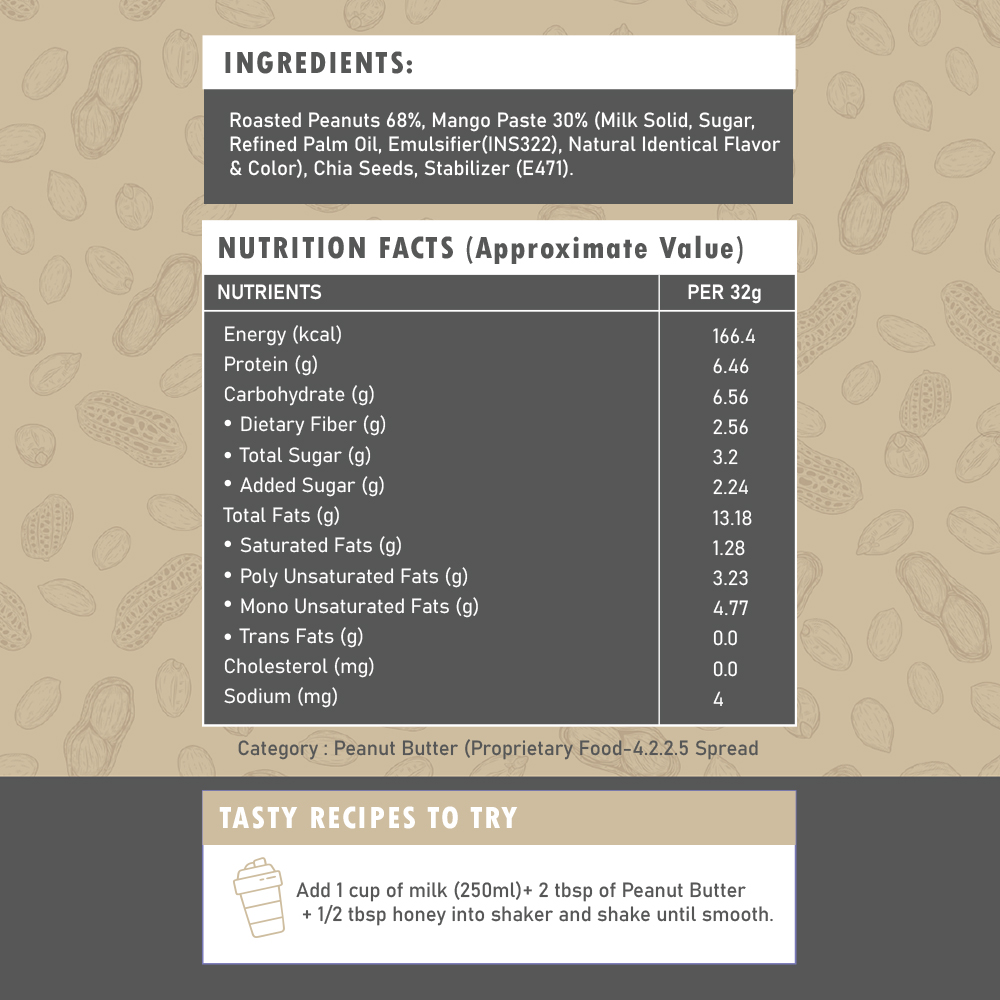 INGREDIENTS:
Roasted Peanuts 68%, Mango Paste 30% (Milk Solid, Sugar,
Refined Palm Oil, Emulsifier(INS322), Natural Identical Flavor
& Color), Chia Seeds, Stabilizer (E471).
NUTRITION FACTS (Approximate Value)
NUTRIENTS PER 32g
Energy (kcal) 166.4
Protein (g) 6.46
Carbohydrate (g) 6.56
• Dietary Fiber (g) 2.56
• Total Sugar (g) 3.2
• Added Sugar (g) 2.24
Total Fats (g) 13.18
• Saturated Fats (g) 1.28
• Poly Unsaturated Fats (g) 3.23
• Mono Unsaturated Fats (g) 4.77
• Trans Fats (g) 0.0
Cholesterol (mg) 0.0
Sodium (mg) 4
Category : Peanut Butter (Proprietary Food-4.2.2.5 Spread
TASTY RECIPES TO TRY
Add 1 cup of milk (250ml)+ 2 tbsp of Peanut Butter
+ 1/2 tbsp honey into shaker and shake until smooth.